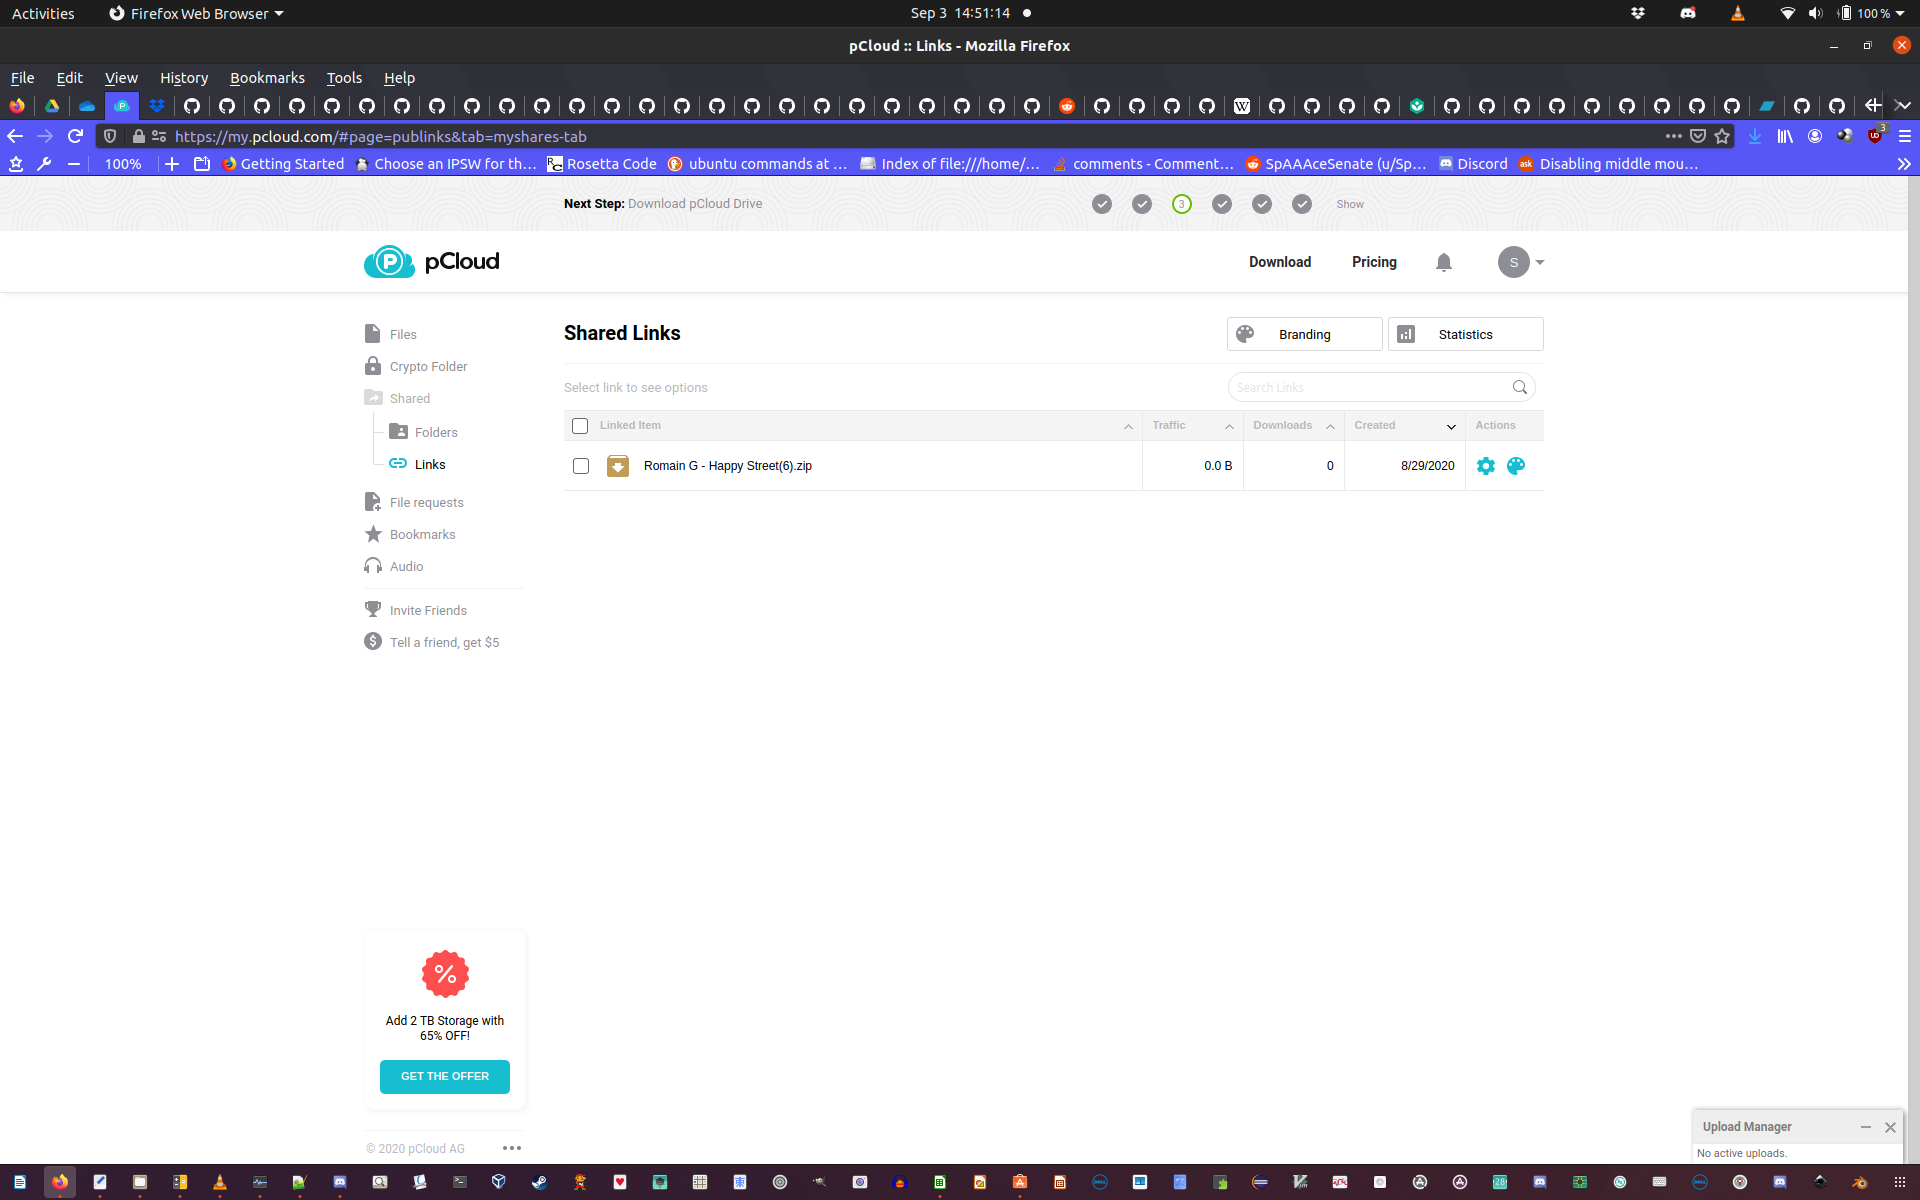 Activities
Firefox Web Browser
Sep 3 14:51:14
100 %
pCloud :: Links - Mozilla Firefox
File Edit View History Bookmarks Tools Help
https://my.pcloud.com/#page=publinks&tab=myshares-tab
3
100%
Getting Started
Choose an IPSW for th…
Rosetta Code
ubuntu commands at …
Index of file:///home/…
comments - Comment…
SpAAAceSenate (u/Sp…
Discord
Disabling middle mou…
Next Step: Download pCloud Drive
3
Show
pCloud
Download
Pricing
S
Files
Crypto Folder
Shared
Folders
Links
File requests
Bookmarks
Audio
Invite Friends
Tell a friend, get $5
Shared Links
Branding
Statistics
Select link to see options
Search Links
Linked Item
Traffic
Downloads
Created
Actions
Romain G - Happy Street(6).zip
0.0 B
0
8/29/2020
Add 2 TB Storage with
65% OFF!
GET THE OFFER
© 2020 pCloud AG
Upload Manager
No active uploads.